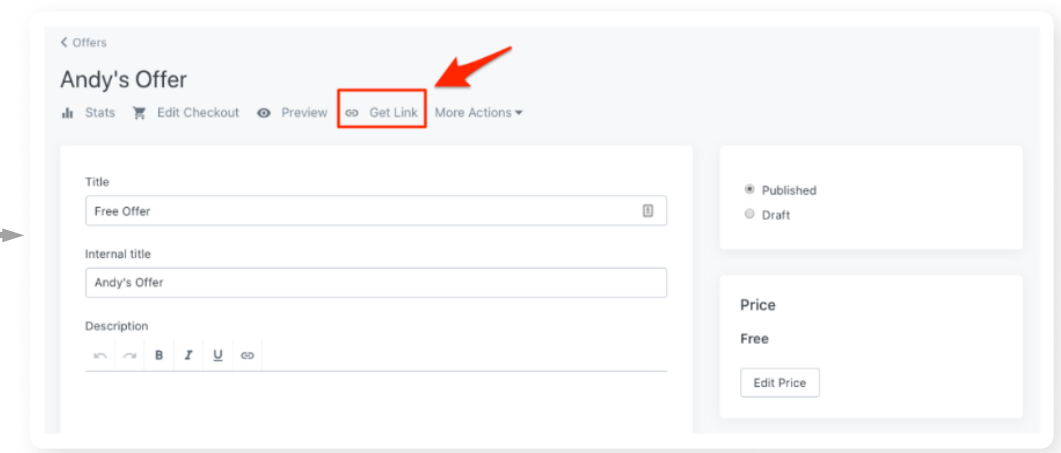 Offers
Andy's Offer
Stats Edit Checkout Preview Get Link More Actions
Title
Free Offer
Internal title
Andy's Offer
Description
B I U
Published
Draft
Price
Free
Edit Price